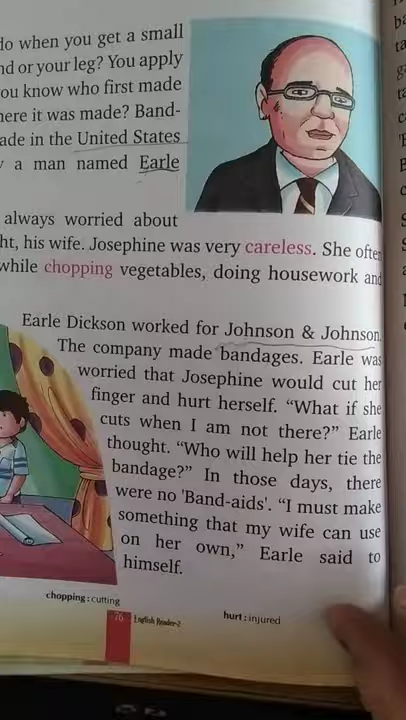 do when you get a small
nd or your leg? You apply
ou know who first made
here it was made? Band-
ade in the United States
a man named Earle
always worried about
ht, his wife. Josephine was very careless. She often
while chopping vegetables, doing housework and
Earle Dickson worked for Johnson & Johnson.
The company made bandages. Earle was
worried that Josephine would cut her
finger and hurt herself. “What if she
cuts when I am not there?” Earle
thought. “Who will help her tie the
bandage?” In those days, there
were no 'Band-aids'. “I must make
something that my wife can use
on her own,” Earle said to
himself.
chopping : cutting
hurt : injured
76 English Reader-2